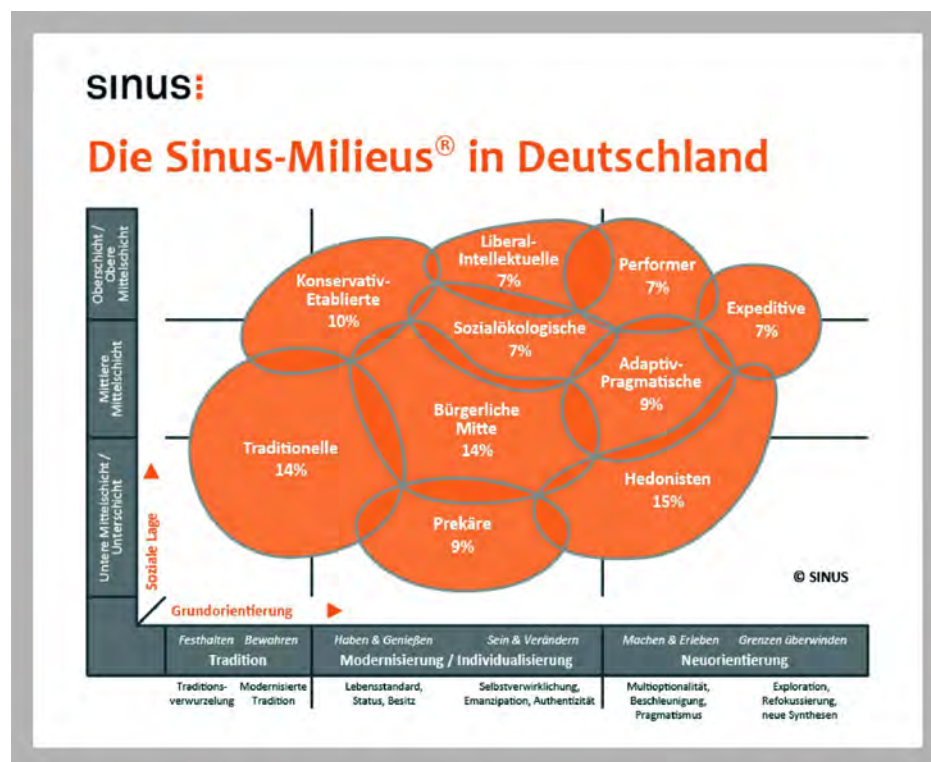 sinus
Die Sinus-Milieus® in Deutschland
Oberschicht /
Obere
Mittelschicht
Mittlere
Mittelschicht
Untere Mittelschicht /
Unterschicht
Soziale Lage
Konservativ-
Etablierte
10%
Liberal-
Intellektuelle
7%
Performer
7%
Expeditive
7%
Sozialökologische
7%
Adaptiv-
Pragmatische
9%
Traditionelle
14%
Bürgerliche
Mitte
14%
Hedonisten
15%
Prekäre
9%
© SINUS
Grundorientierung
Festhalten Bewahren
Tradition
Haben & Genießen Sein & Verändern
Modernisierung / Individualisierung
Machen & Erleben Grenzen überwinden
Neuorientierung
Traditions-
verwurzelung
Modernisierte
Tradition
Lebensstandard,
Status, Besitz
Selbstverwirklichung,
Emanzipation, Authentizität
Multioptionalität,
Beschleunigung,
Pragmatismus
Exploration,
Refokussierung,
neue Synthesen